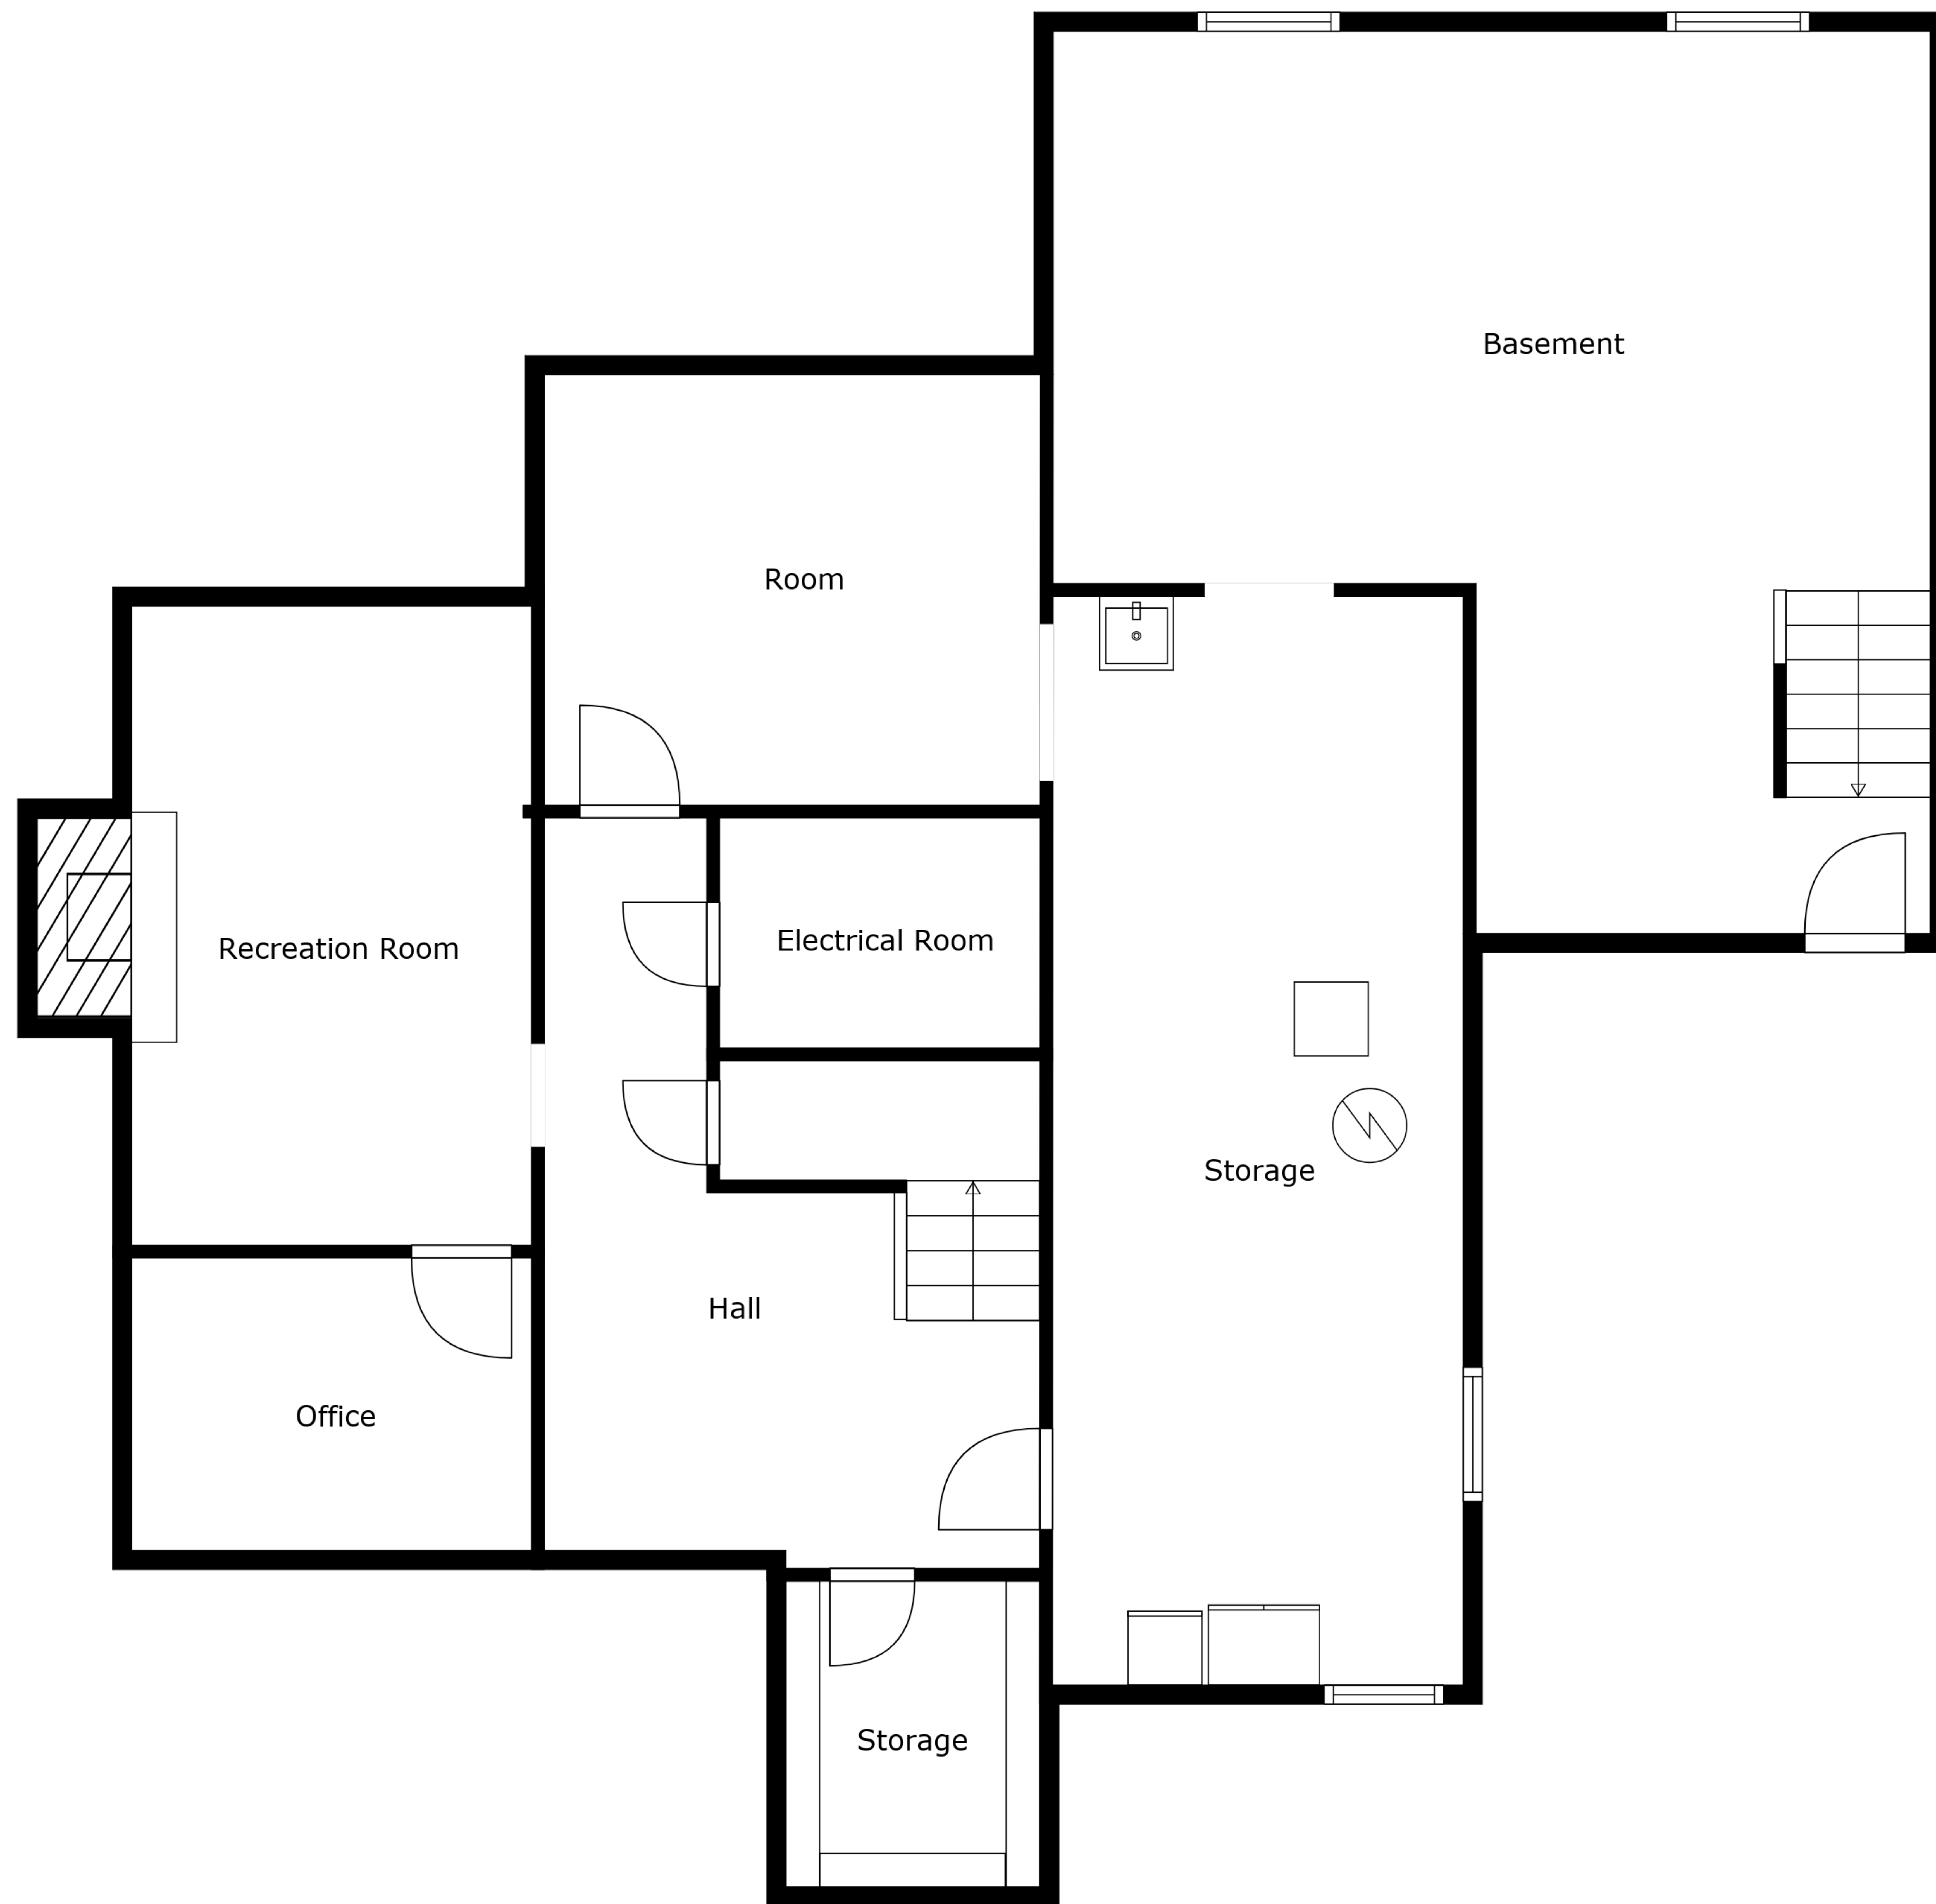 Basement
Room
Electrical Room
Recreation Room
Storage
Hall
Office
Storage